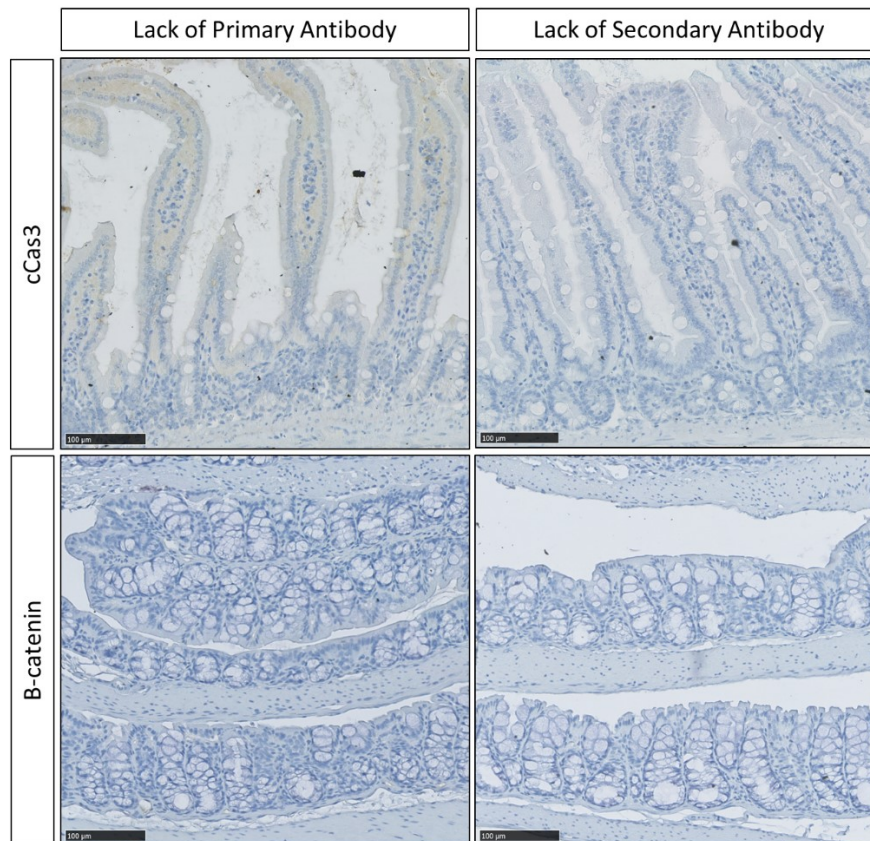 Lack of Primary Antibody
Lack of Secondary Antibody
cCas3
100 µm
100 µm
B-catenin
100 µm
100 µm